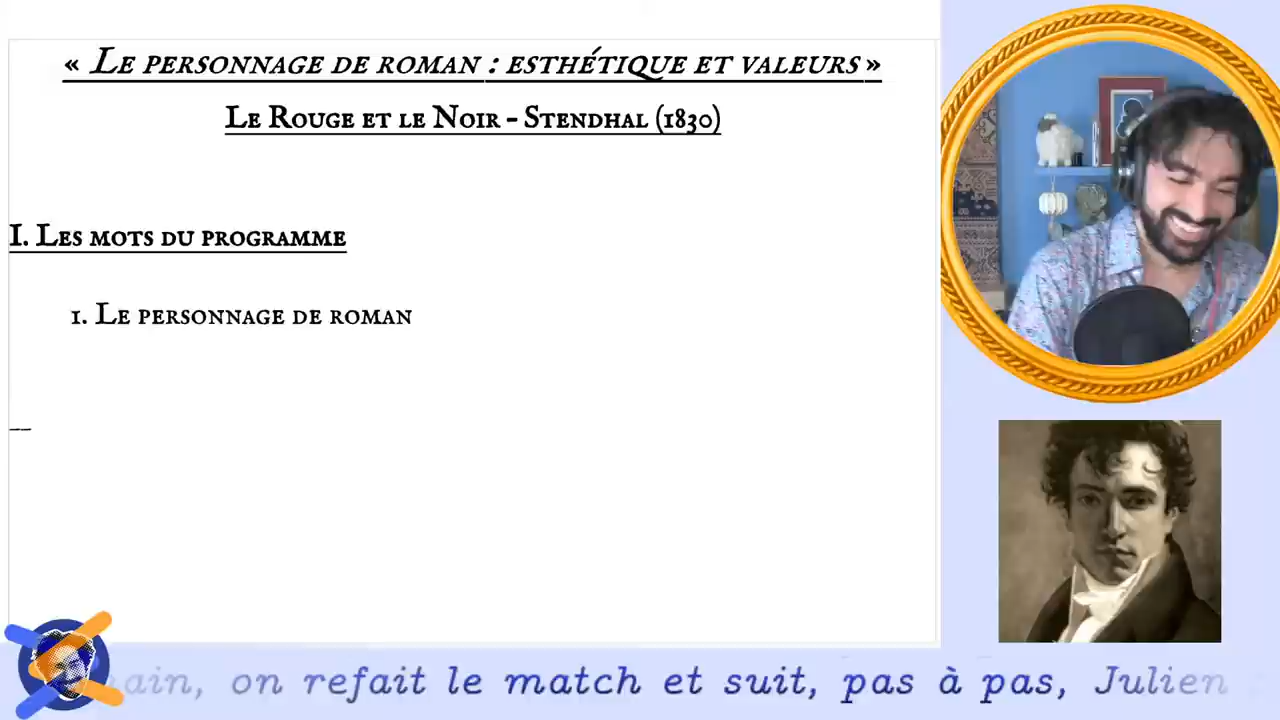 « Le personnage de roman : esthétique et valeurs »
Le Rouge et le Noir - Stendhal (1830)
I. Les mots du programme
1. Le personnage de roman
on refait le match et suit, pas à pas, Julien